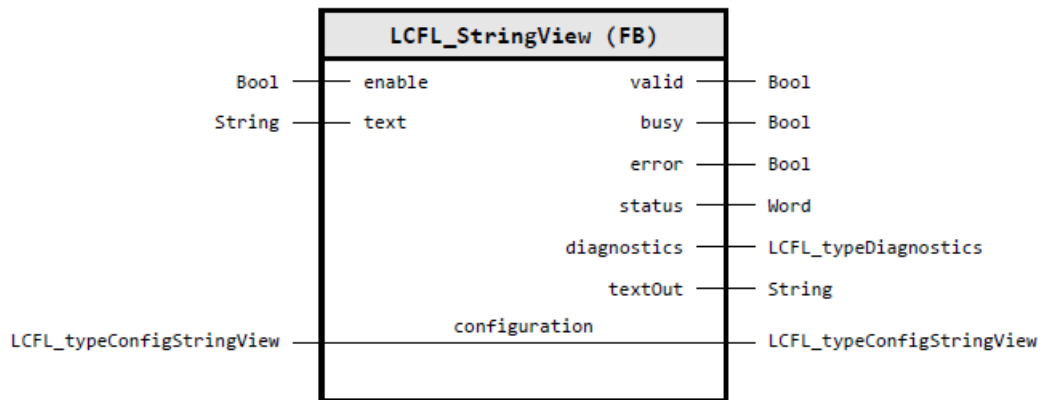 LCFL_StringView (FB)
Bool enable valid Bool
String text busy Bool
error Bool
status Word
diagnostics LCFL_typeDiagnostics
textOut String
configuration
LCFL_typeConfigStringView LCFL_typeConfigStringView